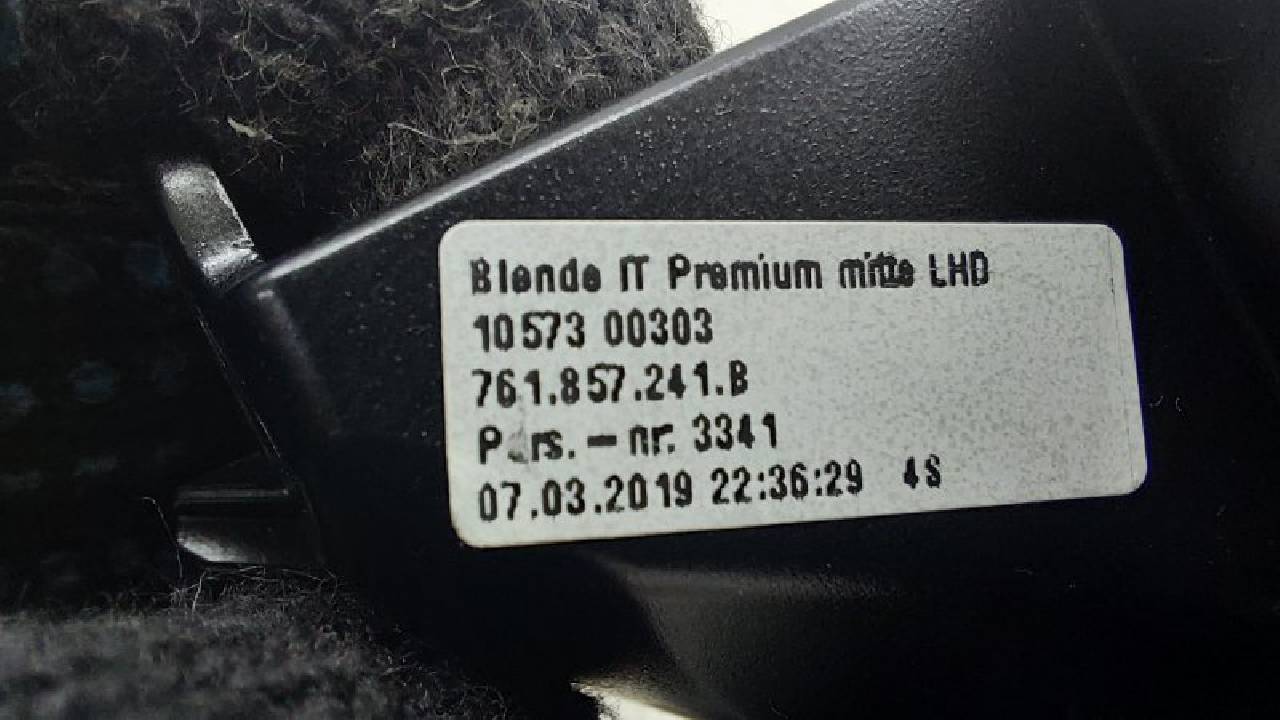 Blende IT Premium mitte LHD
10573 00303
761.857.241.B
Pers.-nr. 3341
07.03.2019 22:36:29 4S